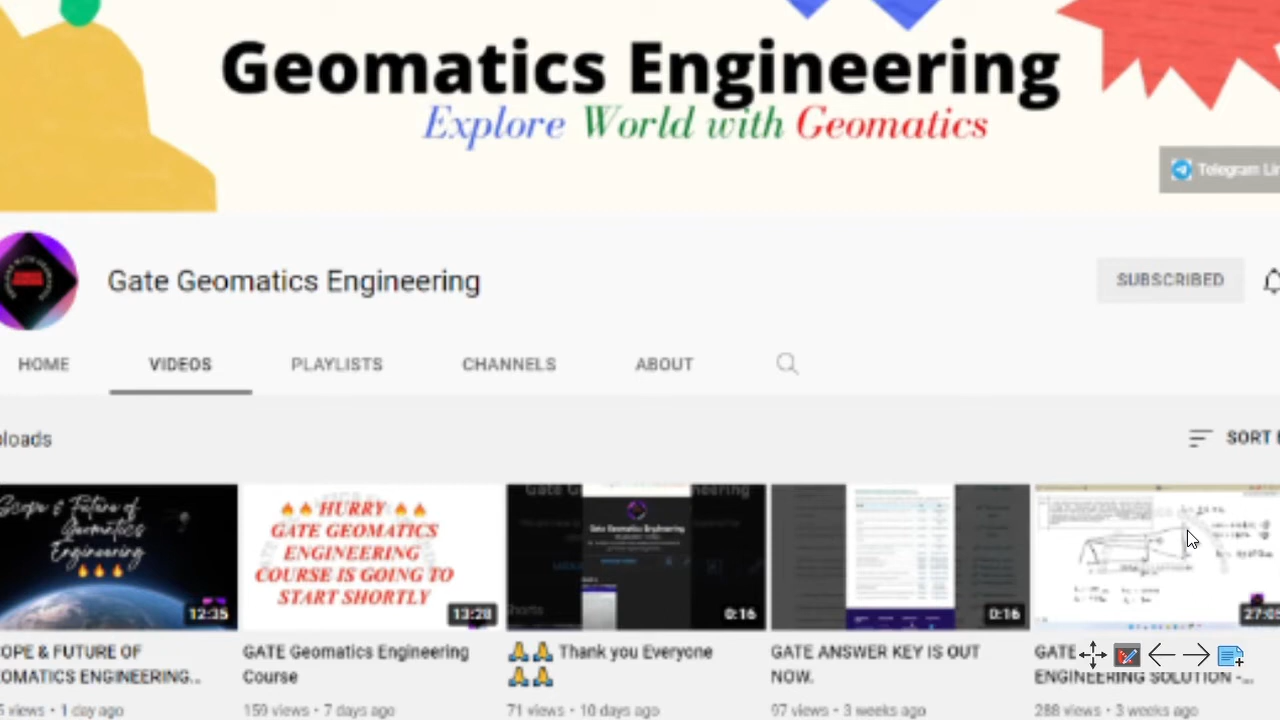 Geomatics Engineering
Explore World with Geomatics
Telegram
Gate Geomatics Engineering
SUBSCRIBED
HOME VIDEOS PLAYLISTS CHANNELS ABOUT
SORT
Scope & Future of
Geomatics
Engineering
12:35
🔥🔥HURRY🔥🔥
GATE GEOMATICS
ENGINEERING
COURSE IS GOING TO
START SHORTLY
13:28
Gate Geomatics Engineering
0:16
0:16
OPE & FUTURE OF
OMATICS ENGINEERING...
1 day ago
GATE Geomatics Engineering
Course
159 views • 7 days ago
🙏🙏 Thank you Everyone
🙏🙏
71 views • 10 days ago
GATE ANSWER KEY IS OUT
NOW.
97 views • 3 weeks ago
GATE
ENGINEERING SOLUTION -...
288 views • 3 weeks ago